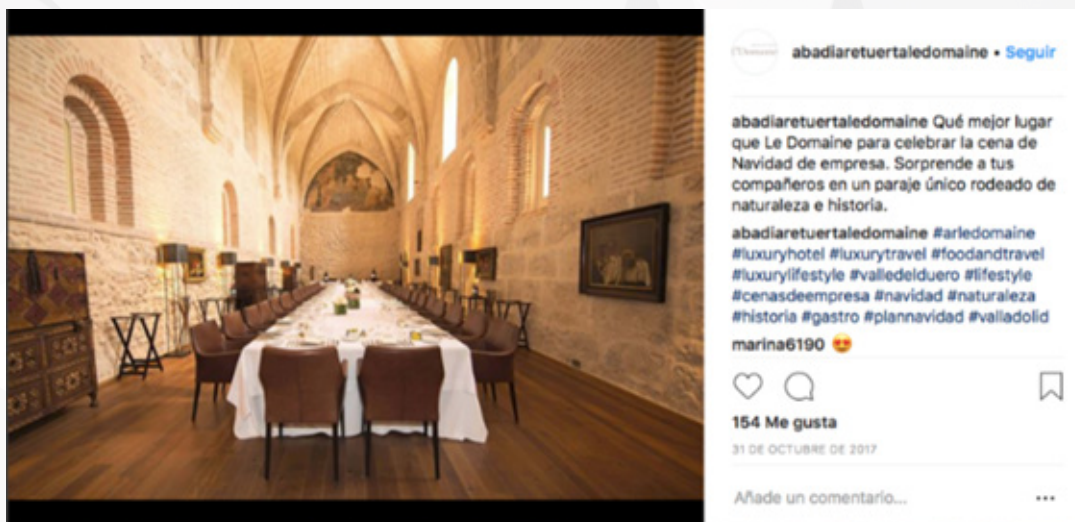 abadiaretuertaledomaine • Seguir
abadiaretuertaledomaine Qué mejor lugar
que Le Domaine para celebrar la cena de
Navidad de empresa. Sorprende a tus
compañeros en un paraje único rodeado de
naturaleza e historia.
abadiaretuertaledomaine #arledomaine
#luxuryhotel #luxurytravel #foodandtravel
#luxurylifestyle #valledelduero #lifestyle
#cenasdeempresa #navidad #naturaleza
#historia #gastro #plannavidad #valladolid
marina6190 😍
154 Me gusta
31 DE OCTUBRE DE 2017
Añade un comentario...